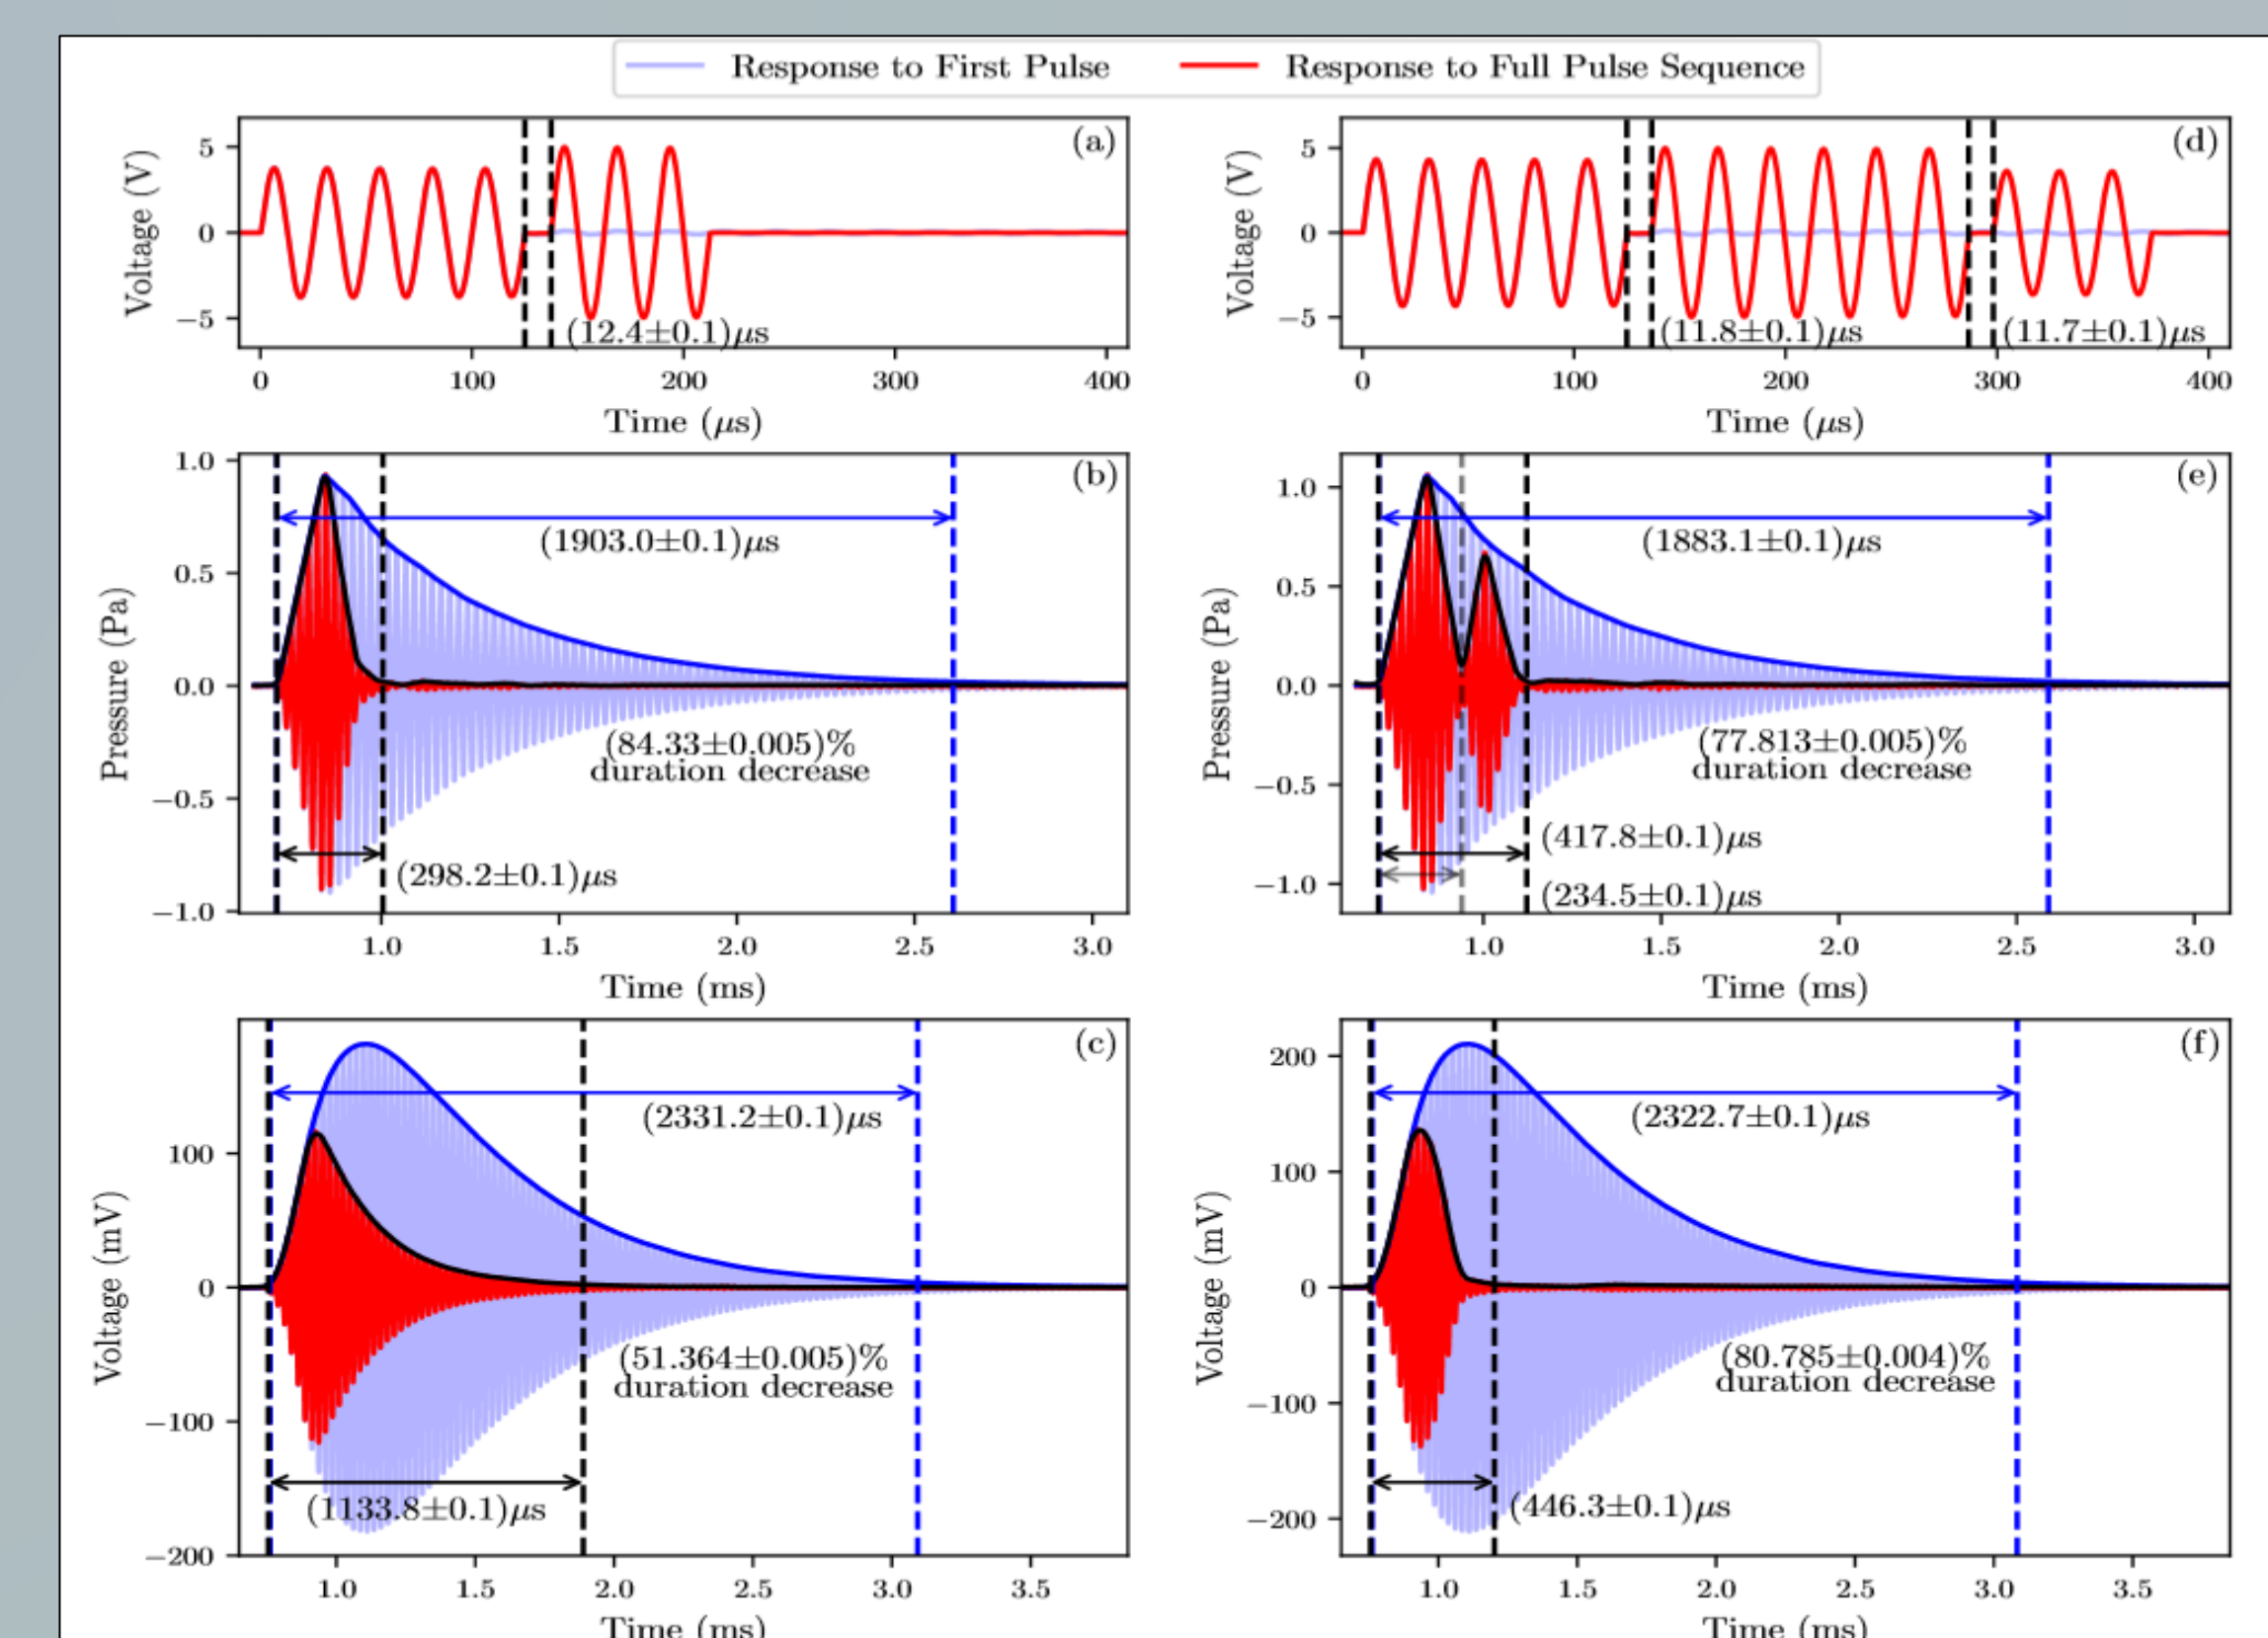 Response to First Pulse Response to Full Pulse Sequence
(a)
Voltage (V)
5
0
−5
(12.4±0.1)μs
0 100 200 300 400
Time (μs)
(d)
Voltage (V)
5
0
−5
(11.8±0.1)μs (11.7±0.1)μs
0 100 200 300 400
Time (μs)
(b)
Pressure (Pa)
1.0
0.5
0.0
−0.5
−1.0
(1903.0±0.1)μs
(84.33±0.005)%
duration decrease
(298.2±0.1)μs
1.0 1.5 2.0 2.5 3.0
Time (ms)
(e)
Pressure (Pa)
1.0
0.5
0.0
−0.5
−1.0
(1883.1±0.1)μs
(77.813±0.005)%
duration decrease
(417.8±0.1)μs
(234.5±0.1)μs
1.0 1.5 2.0 2.5 3.0
Time (ms)
(c)
Voltage (mV)
100
0
−100
−200
(2331.2±0.1)μs
(51.364±0.005)%
duration decrease
(1133.8±0.1)μs
1.0 1.5 2.0 2.5 3.0 3.5
Time (ms)
(f)
Voltage (mV)
200
100
0
−100
−200
(2322.7±0.1)μs
(80.785±0.004)%
duration decrease
(446.3±0.1)μs
1.0 1.5 2.0 2.5 3.0 3.5
Time (ms)